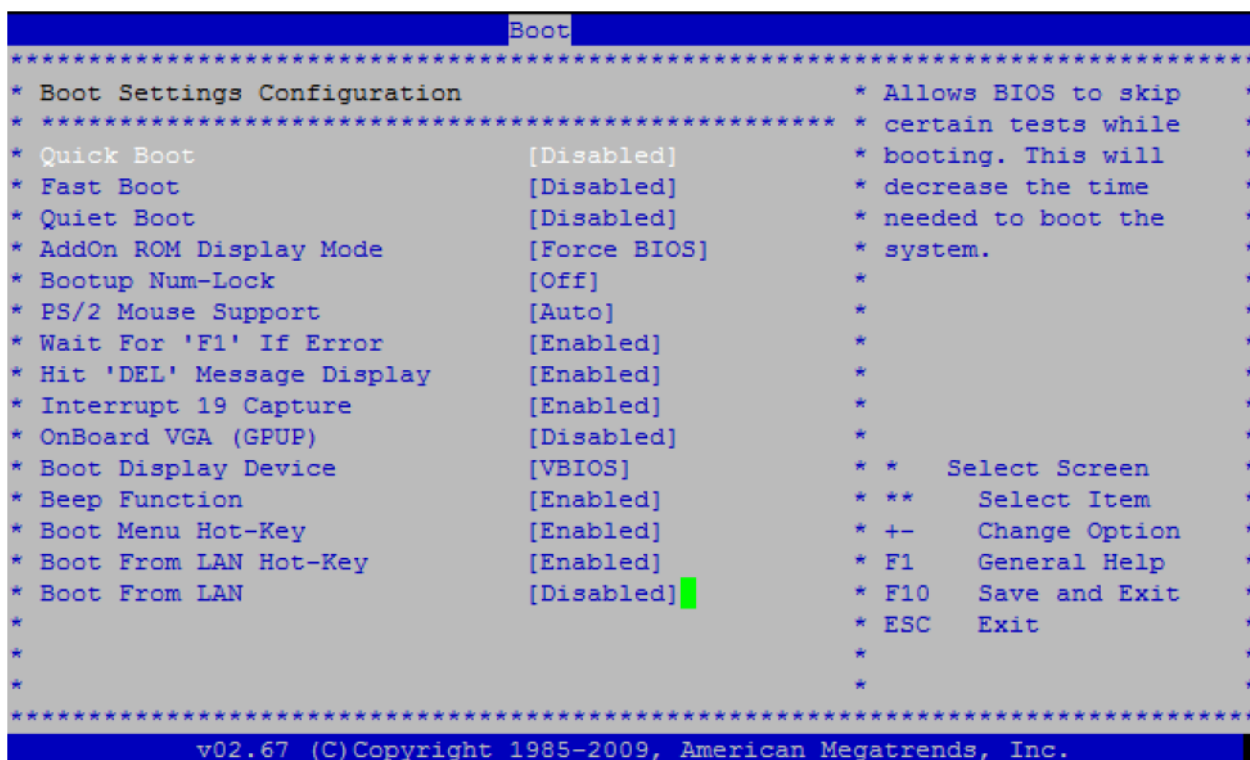 Boot
********************************************************************************
* Boot Settings Configuration * Allows BIOS to skip *
* *************************************************** * certain tests while *
* Quick Boot [Disabled] * booting. This will *
* Fast Boot [Disabled] * decrease the time *
* Quiet Boot [Disabled] * needed to boot the *
* AddOn ROM Display Mode [Force BIOS] * system. *
* Bootup Num-Lock [Off] * *
* PS/2 Mouse Support [Auto] * *
* Wait For 'F1' If Error [Enabled] * *
* Hit 'DEL' Message Display [Enabled] * *
* Interrupt 19 Capture [Enabled] * *
* OnBoard VGA (GPUP) [Disabled] * *
* Boot Display Device [VBIOS] * * Select Screen *
* Beep Function [Enabled] * ** Select Item *
* Boot Menu Hot-Key [Enabled] * +- Change Option *
* Boot From LAN Hot-Key [Enabled] * F1 General Help *
* Boot From LAN [Disabled] * F10 Save and Exit *
* * ESC Exit *
* * *
* * *
********************************************************************************
v02.67 (C)Copyright 1985-2009, American Megatrends, Inc.